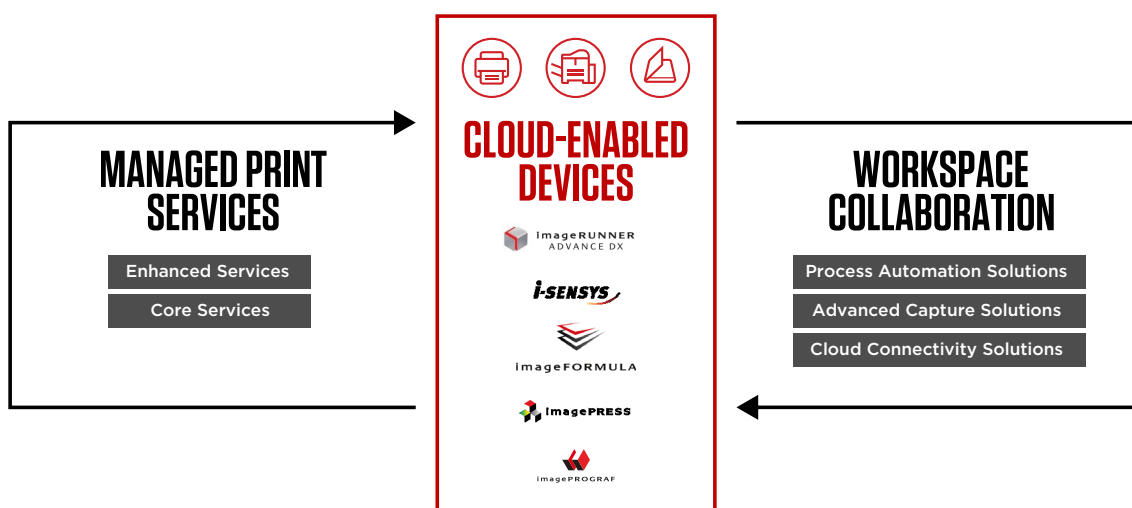 MANAGED PRINT
SERVICES
Enhanced Services
Core Services
CLOUD-ENABLED
DEVICES
imageRUNNER
ADVANCE DX
i-SENSYS
imageFORMULA
imagePRESS
imagePROGRAF
WORKSPACE
COLLABORATION
Process Automation Solutions
Advanced Capture Solutions
Cloud Connectivity Solutions